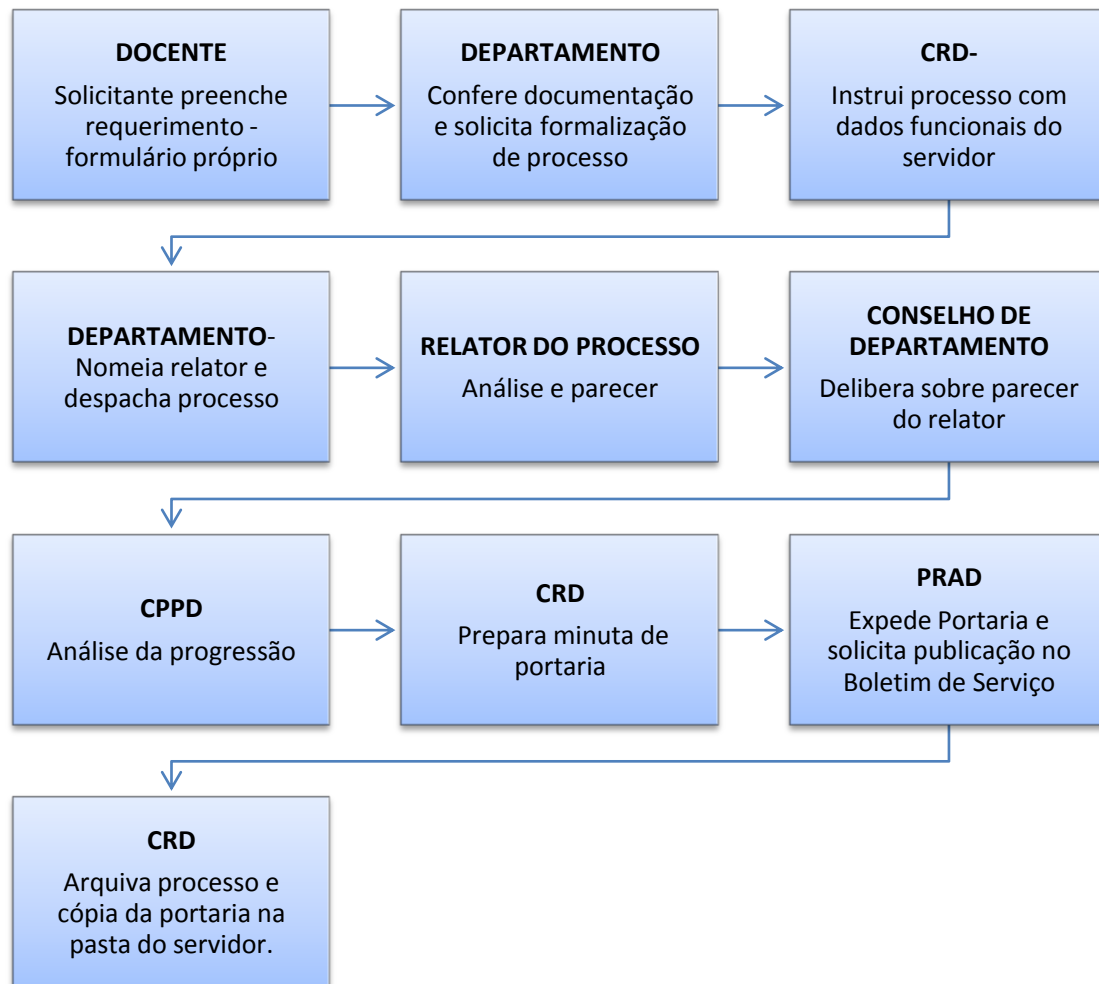 DOCENTE
Solicitante preenche
requerimento -
formulário próprio
DEPARTAMENTO
Confere documentação
e solicita formalização
de processo
CRD-
Instrui processo com
dados funcionais do
servidor
DEPARTAMENTO-
Nomeia relator e
despacha processo
RELATOR DO PROCESSO
Análise e parecer
CONSELHO DE
DEPARTAMENTO
Delibera sobre parecer
do relator
CPPD
Análise da progressão
CRD
Prepara minuta de
portaria
PRAD
Expede Portaria e
solicita publicação no
Boletim de Serviço
CRD
Arquiva processo e
cópia da portaria na
pasta do servidor.